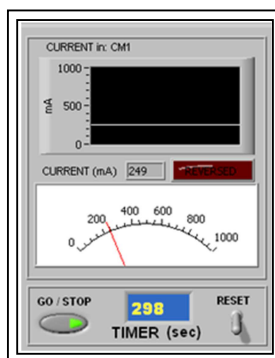 CURRENT in: CM1
1000
mA
500
0
CURRENT (mA) 249 REVERSED
0 200 400 600 800 1000
GO / STOP 298 RESET
TIMER (sec)